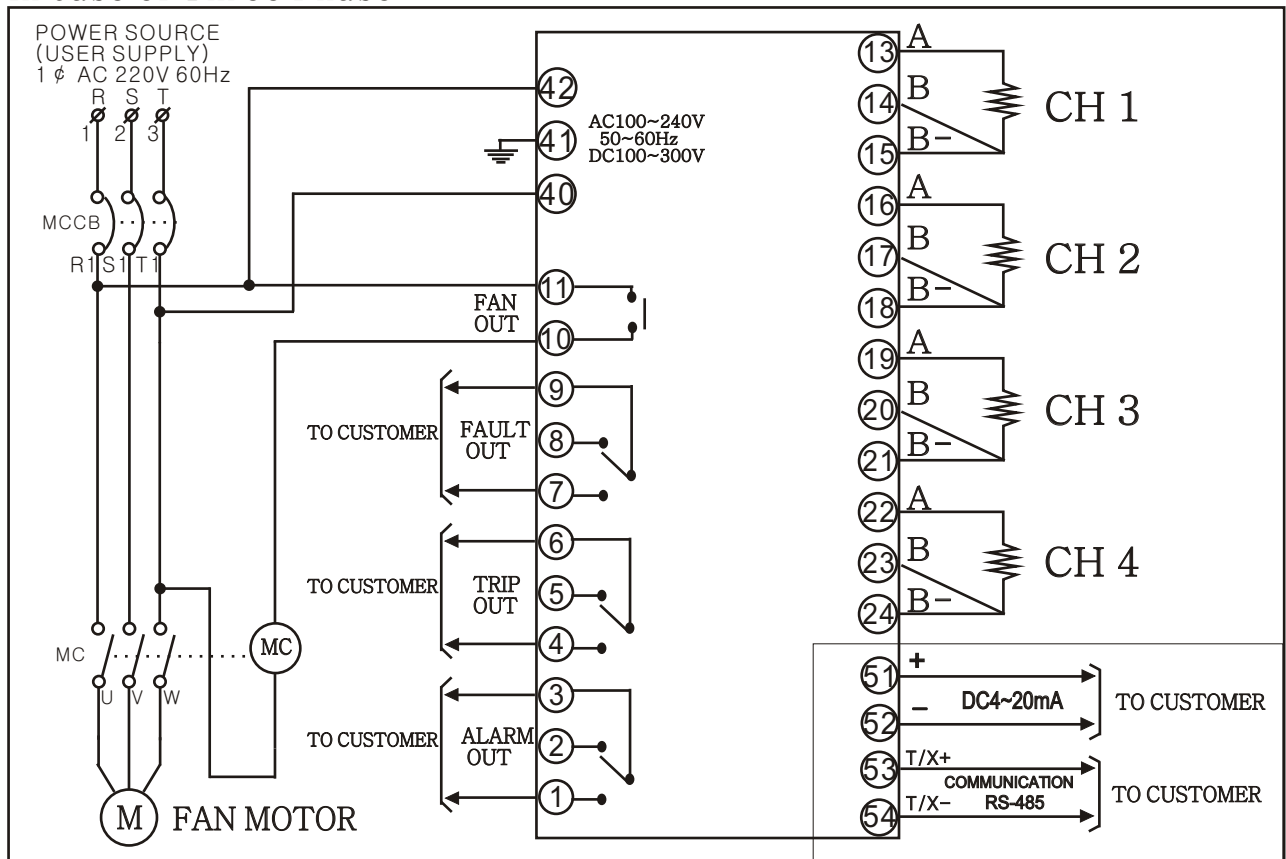 POWER SOURCE
(USER SUPPLY)
1 ¢ AC 220V 60Hz
R S T
1 2 3
MCCB
R1 S1 T1
MC
U V W
M FAN MOTOR
MC
42
41
40
AC100~240V
50~60Hz
DC100~300V
11
FAN
OUT
10
9
TO CUSTOMER FAULT
OUT
8
7
6
TO CUSTOMER TRIP
OUT
5
4
3
TO CUSTOMER ALARM
OUT
2
1
13 A
14 B
15 B-
CH 1
16 A
17 B
18 B-
CH 2
19 A
20 B
21 B-
CH 3
22 A
23 B
24 B-
CH 4
51 +
DC4~20mA TO CUSTOMER
52 -
53 T/X+
COMMUNICATION
RS-485
TO CUSTOMER
54 T/X-